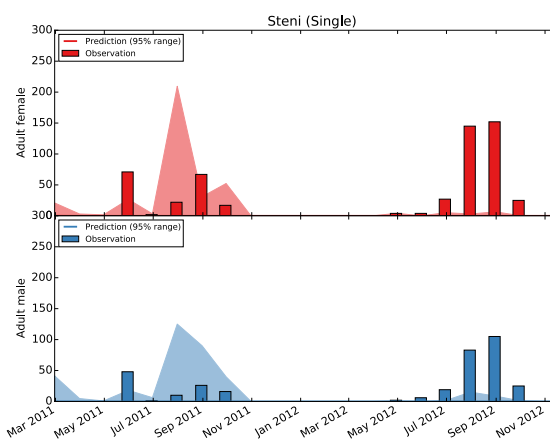 Steni (Single)
300
Prediction (95% range)
Observation
250
200
150
100
50
Adult female
300
Prediction (95% range)
Observation
250
200
150
100
50
0
Adult male
Mar 2011
May 2011
Jul 2011
Sep 2011
Nov 2011
Jan 2012
Mar 2012
May 2012
Jul 2012
Sep 2012
Nov 2012